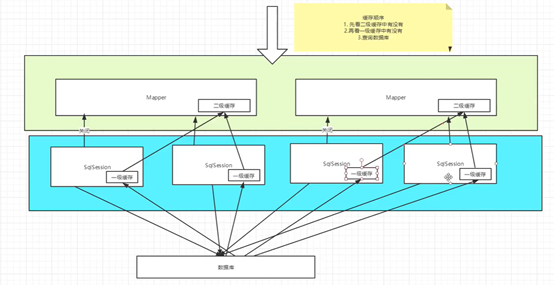 缓存顺序
1.先看二级缓存中有没有
2.再看一级缓存中有没有
3.查询数据库
Mapper
二级缓存
Mapper
二级缓存
关闭
关闭
SqlSession
一级缓存
SqlSession
一级缓存
SqlSession
一级缓存
SqlSession
一级缓存
数据库